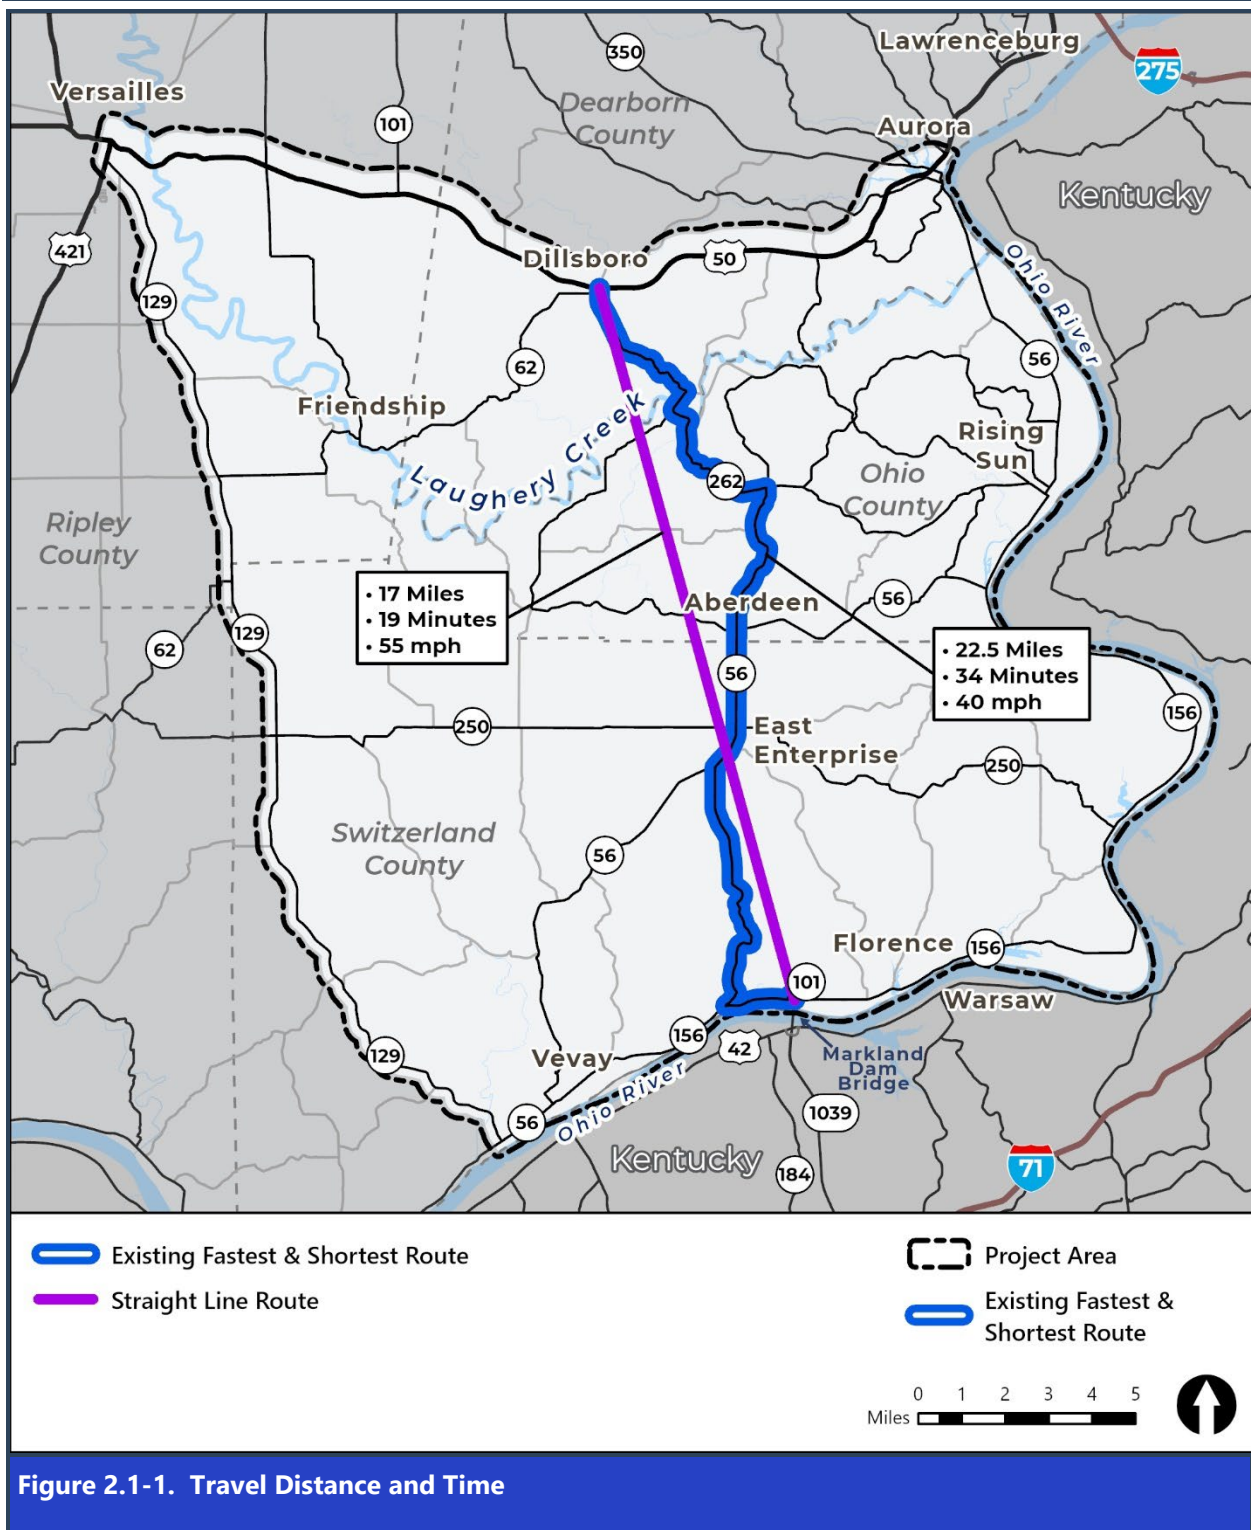 Lawrenceburg
350
275
Versailles
Dearborn
County
101
Aurora
Kentucky
421
Dillsboro
50
Ohio River
129
56
62
Friendship
Laughery Creek
Rising
Sun
262
Ohio
County
Ripley
County
• 17 Miles
• 19 Minutes
• 55 mph
Aberdeen
56
129
62
• 22.5 Miles
• 34 Minutes
• 40 mph
56
156
250
East
Enterprise
250
Switzerland
County
56
Florence
156
101
Warsaw
156
42
Markland
Dam
Bridge
129
Vevay
Ohio River
56
1039
Kentucky
184
71
Existing Fastest & Shortest Route
Straight Line Route
Project Area
Existing Fastest &
Shortest Route
0 1 2 3 4 5
Miles
Figure 2.1-1. Travel Distance and Time